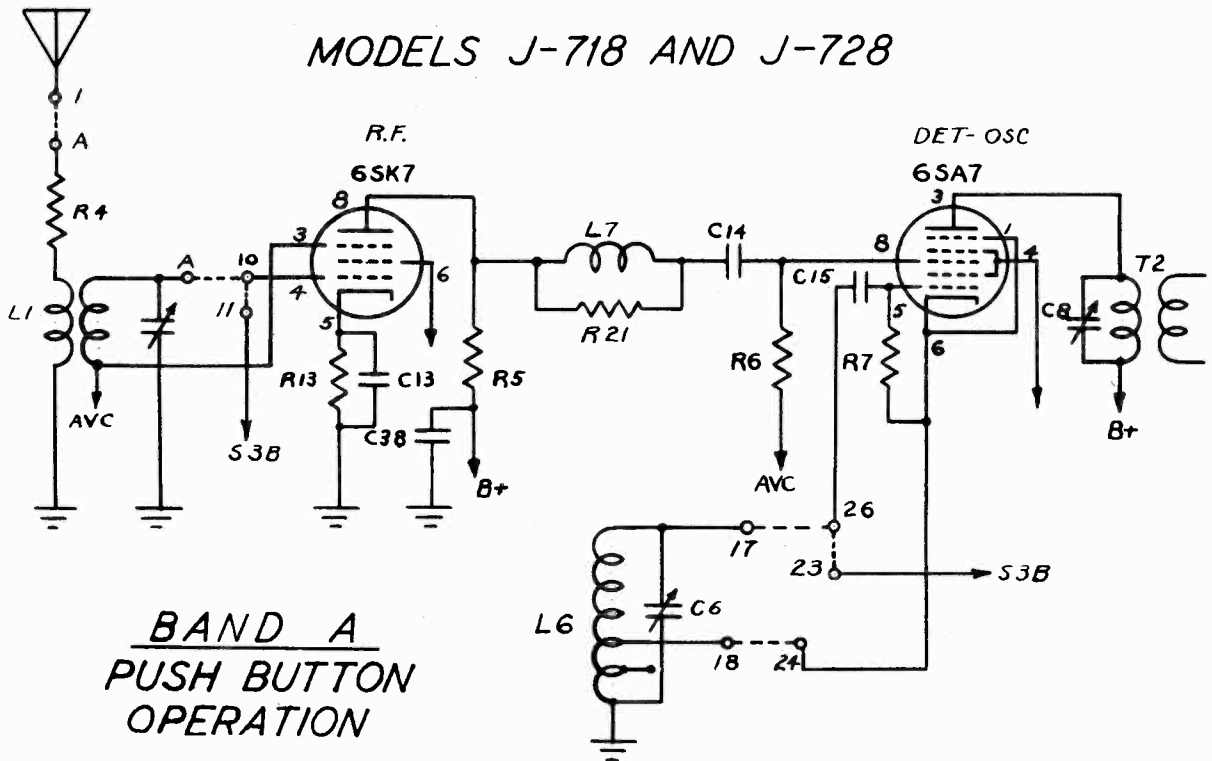 MODELS J-718 AND J-728
1
A
R4
L1
AVC
A
10
11
S3B
R.F.
6SK7
8
3
4
5
6
R13
C13
C38
R5
B+
L7
R21
C14
R6
AVC
DET-OSC
6SA7
3
8
1
4
C15
5
6
R7
C8
T2
B+
26
17
23
S3B
L6
C6
18
24
BAND A
PUSH BUTTON
OPERATION